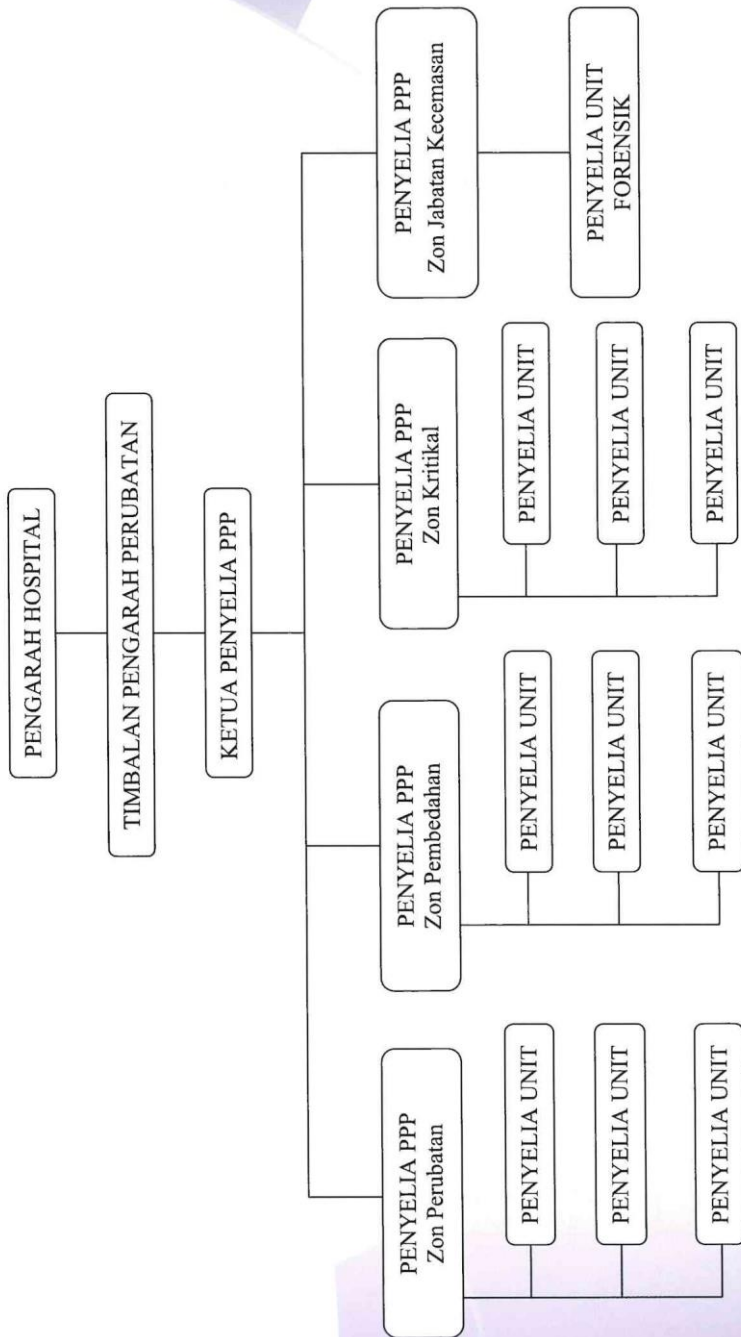 PENGARAH HOSPITAL
TIMBALAN PENGARAH PERUBATAN
KETUA PENYELIA PPP
PENYELIA PPP
Zon Perubatan
PENYELIA UNIT
PENYELIA UNIT
PENYELIA UNIT
PENYELIA PPP
Zon Pembedahan
PENYELIA UNIT
PENYELIA UNIT
PENYELIA UNIT
PENYELIA PPP
Zon Kritikal
PENYELIA UNIT
PENYELIA UNIT
PENYELIA UNIT
PENYELIA PPP
Zon Jabatan Kecemasan
PENYELIA UNIT
FORENSIK